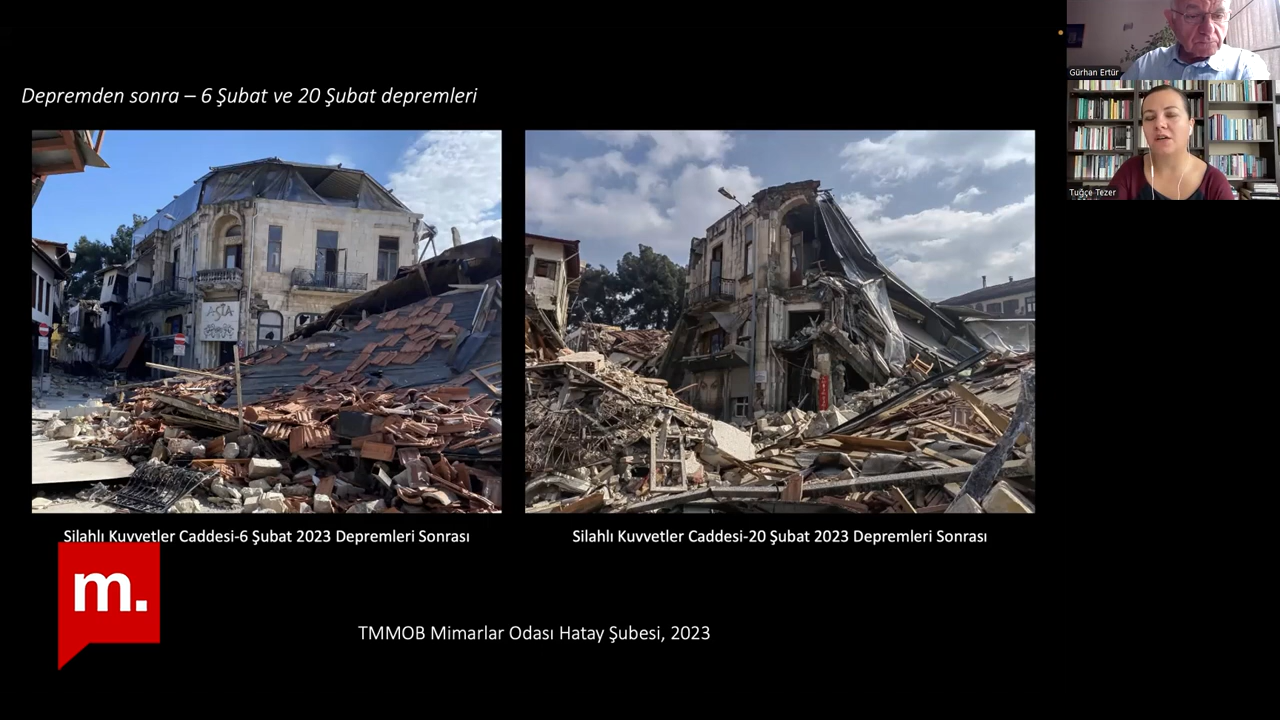 Gürhan Ertür
Depremden sonra – 6 Şubat ve 20 Şubat depremleri
Tuğçe Tezer
ASTA
Silahlı Kuvvetler Caddesi-6 Şubat 2023 Depremleri Sonrası
Silahlı Kuvvetler Caddesi-20 Şubat 2023 Depremleri Sonrası
m.
TMMOB Mimarlar Odası Hatay Şubesi, 2023